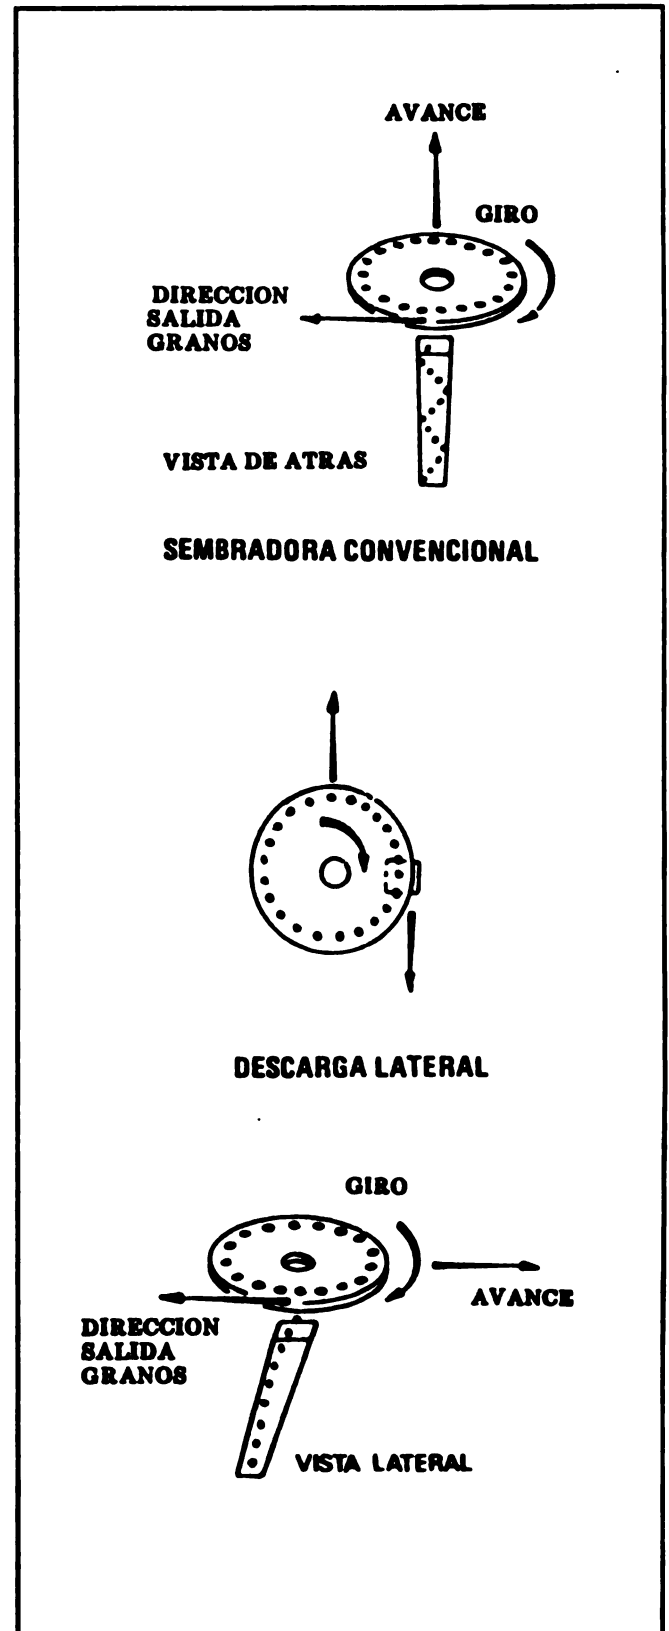 AVANCE
GIRO
DIRECCION
SALIDA
GRANOS
VISTA DE ATRAS
SEMBRADORA CONVENCIONAL
DESCARGA LATERAL
GIRO
AVANCE
DIRECCION
SALIDA
GRANOS
VISTA LATERAL